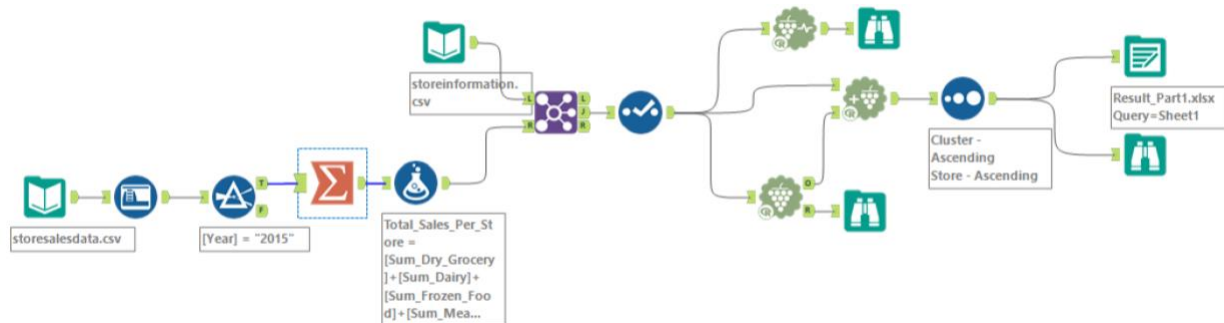 storeinformation.
csv
L
R
L
J
R
Result_Part1.xlsx
Query=Sheet1
Cluster -
Ascending
Store - Ascending
T
F
O
R
storesalesdata.csv
[Year] = "2015"
Total_Sales_Per_St
ore =
[Sum_Dry_Grocery
]+[Sum_Dairy]+
[Sum_Frozen_Foo
d]+[Sum_Mea...